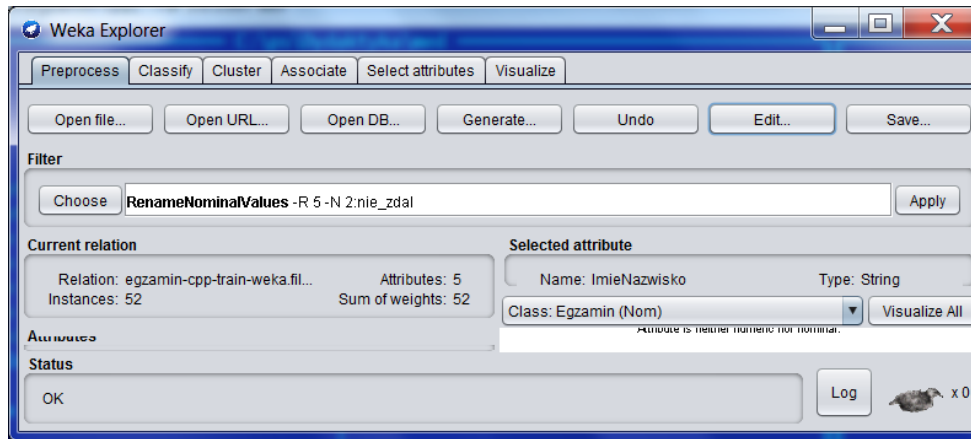 Weka Explorer
Preprocess Classify Cluster Associate Select attributes Visualize
Open file... Open URL... Open DB... Generate... Undo Edit... Save...
Filter
Choose RenameNominalValues -R 5 -N 2:nie_zdal Apply
Current relation
Relation: egzamin-cpp-train-weka.fil... Attributes: 5
Instances: 52 Sum of weights: 52
Selected attribute
Name: ImieNazwisko Type: String
Class: Egzamin (Nom) Visualize All
Attribute is neither numeric nor nominal.
Attributes
Status
OK
Log x 0